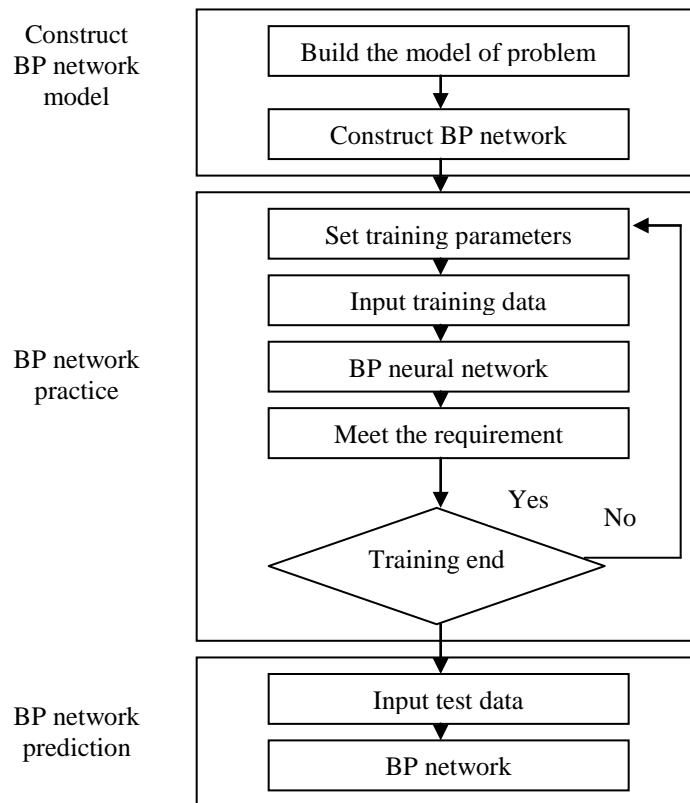 Construct
BP network
model
Build the model of problem
Construct BP network
BP network
practice
Set training parameters
Input training data
BP neural network
Meet the requirement
Yes
No
Training end
BP network
prediction
Input test data
BP network